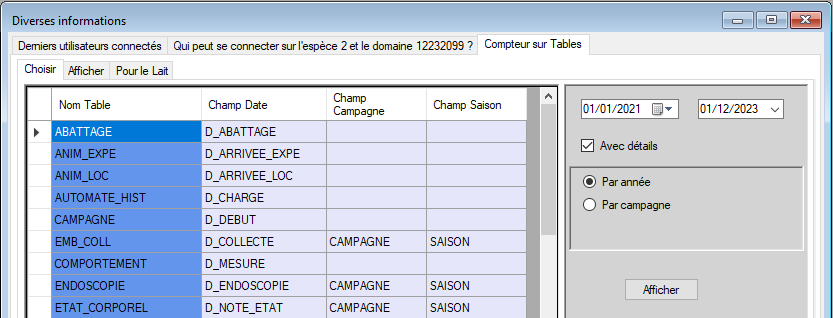 Diverses informations
Derniers utilisateurs connectés Qui peut se connecter sur l'espèce 2 et le domaine 12232099 ? Compteur sur Tables
Choisir Afficher Pour le Lait
Nom Table Champ Date Champ Campagne Champ Saison
ABATTAGE D_ABATTAGE
ANIM_EXPE D_ARRIVEE_EXPE
ANIM_LOC D_ARRIVEE_LOC
AUTOMATE_HIST D_CHARGE
CAMPAGNE D_DEBUT
EMB_COLL D_COLLECTE CAMPAGNE SAISON
COMPORTEMENT D_MESURE
ENDOSCOPIE D_ENDOSCOPIE CAMPAGNE SAISON
ETAT_CORPOREL D_NOTE_ETAT CAMPAGNE SAISON
01/01/2021 01/12/2023
Avec détails
Par année
Par campagne
Afficher